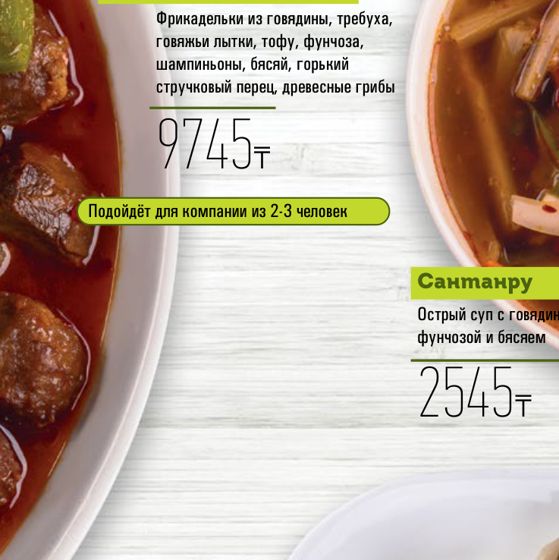 Фрикадельки из говядины, требуха,
говяжьи лытки, тофу, фунчоза,
шампиньоны, бясяй, горький
стручковый перец, древесные грибы
9745₸
Подойдёт для компании из 2-3 человек
Сантанру
Острый суп с говядин
фунчозой и бясяем
2545₸